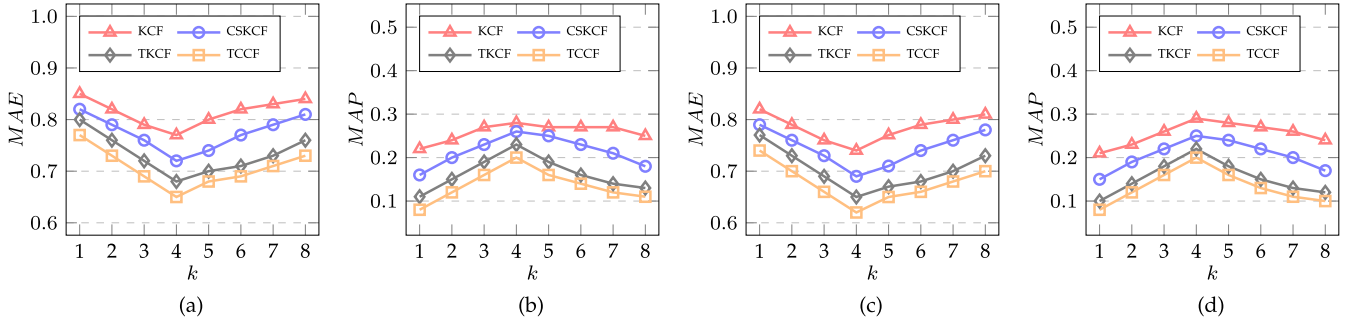 1.0
0.9
0.8
0.7
0.6
MAE
KCF CSKCF
TKCF TCCF
1 2 3 4 5 6 7 8
k
(a)
0.5
0.4
0.3
0.2
0.1
MAP
KCF CSKCF
TKCF TCCF
1 2 3 4 5 6 7 8
k
(b)
1.0
0.9
0.8
0.7
0.6
MAE
KCF CSKCF
TKCF TCCF
1 2 3 4 5 6 7 8
k
(c)
0.5
0.4
0.3
0.2
0.1
MAP
KCF CSKCF
TKCF TCCF
1 2 3 4 5 6 7 8
k
(d)